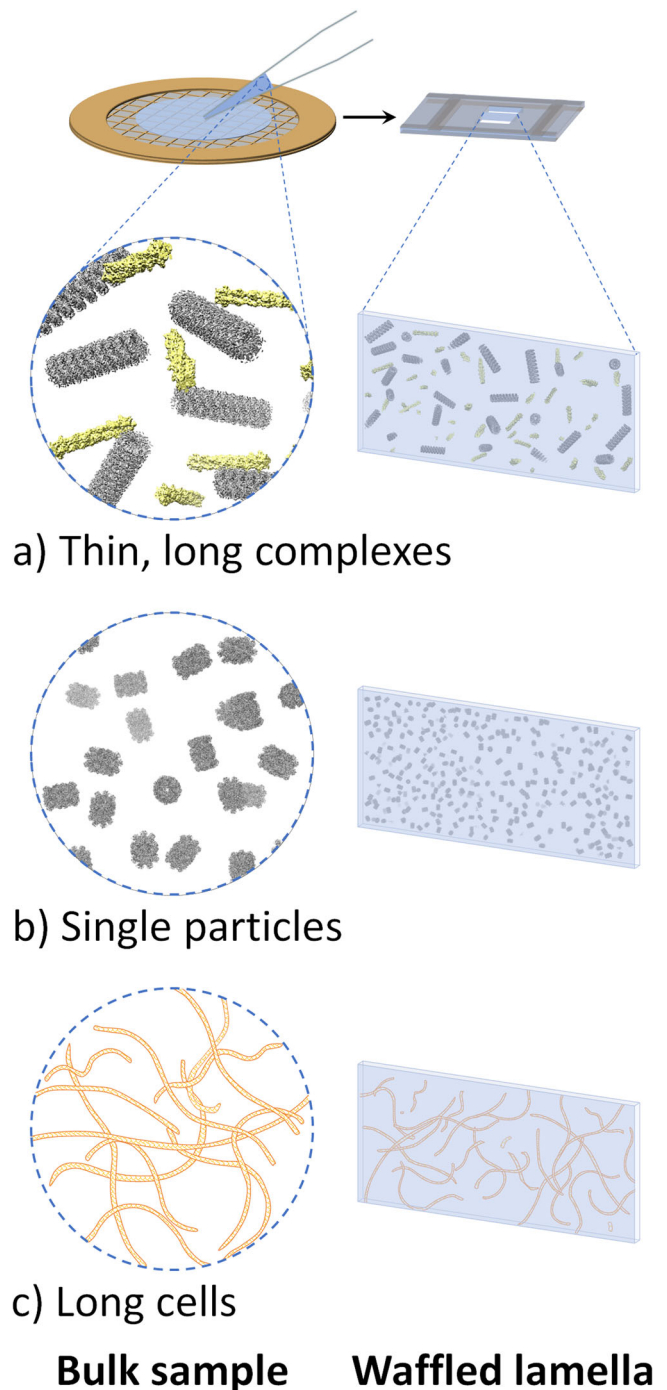 a) Thin, long complexes
b) Single particles
c) Long cells
Bulk sample Waffled lamella